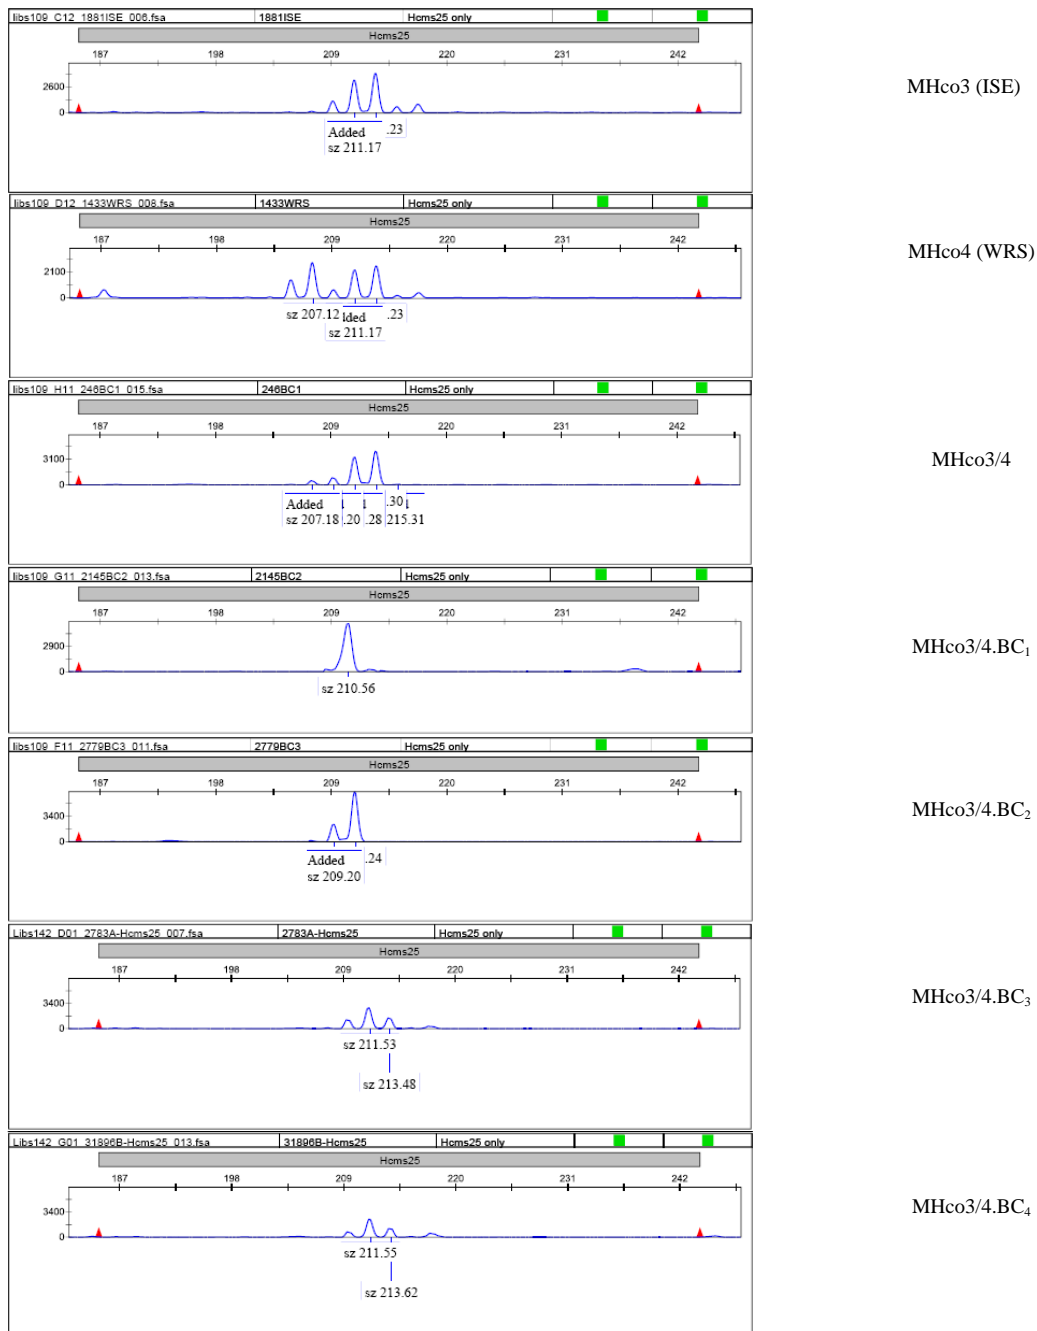 libs109_C12_1881ISE_006.fsa 1881ISE Hcms25 only
Hcms25
187 209 220 231 242
2600
0
Added .23
sz 211.17
MHco3 (ISE)
libs109_D12_1433WRS_008.fsa 1433WRS Hcms25 only
Hcms25
187 198 209 220 231 242
2100
0
sz 207.12 lded .23
sz 211.17
MHco4 (WRS)
libs109_H11_246BC1_015.fsa 246BC1 Hcms25 only
Hcms25
187 198 209 220 231 242
3100
0
Added .30
sz 207.18 .20 .28 215.31
MHco3/4
libs109_G11_2145BC2_013.fsa 2145BC2 Hcms25 only
Hcms25
187 198 209 220 231 242
2900
0
sz 210.56
MHco3/4.BC₁
libs109_F11_2779BC3_011.fsa 2779BC3 Hcms25 only
Hcms25
187 198 209 220 231 242
3400
0
Added .24
sz 209.20
MHco3/4.BC₂
Libs142_D01_2783A-Hcms25_007.fsa 2783A-Hcms25 Hcms25 only
Hcms25
187 198 209 220 231 242
3400
0
sz 211.53
sz 213.48
MHco3/4.BC₃
Libs142_G01_31896B-Hcms25_013.fsa 31896B-Hcms25 Hcms25 only
Hcms25
187 198 209 220 231 242
3400
0
sz 211.55
sz 213.62
MHco3/4.BC₄